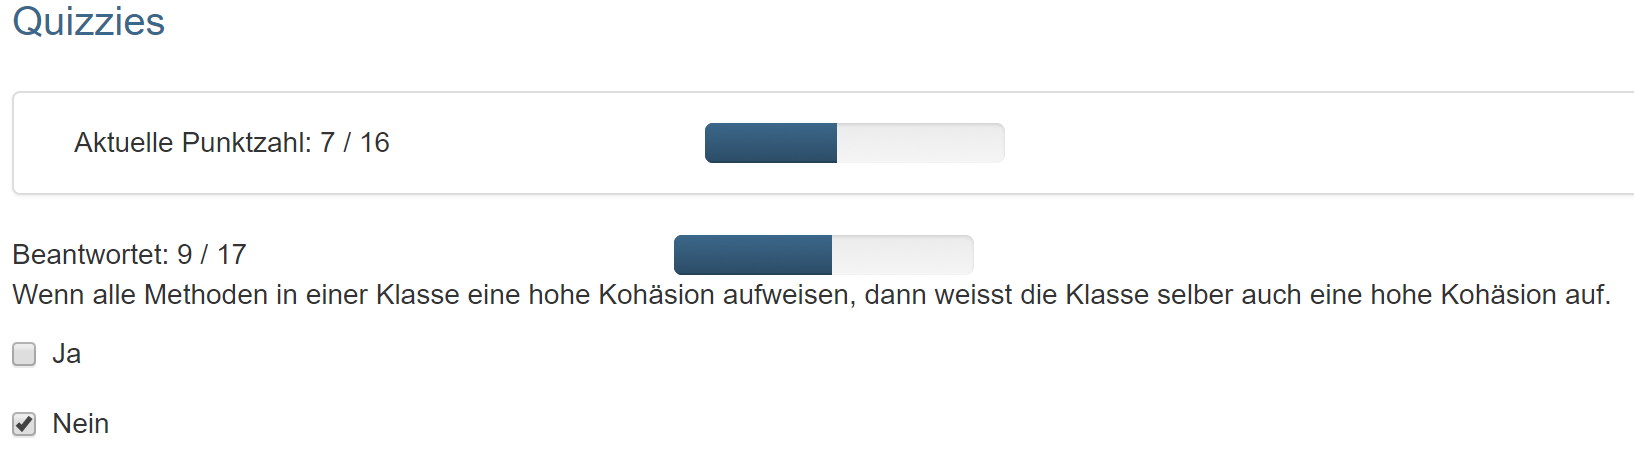 Quizzies
Aktuelle Punktzahl: 7 / 16
Beantwortet: 9 / 17
Wenn alle Methoden in einer Klasse eine hohe Kohäsion aufweisen, dann weisst die Klasse selber auch eine hohe Kohäsion auf.
Ja
Nein